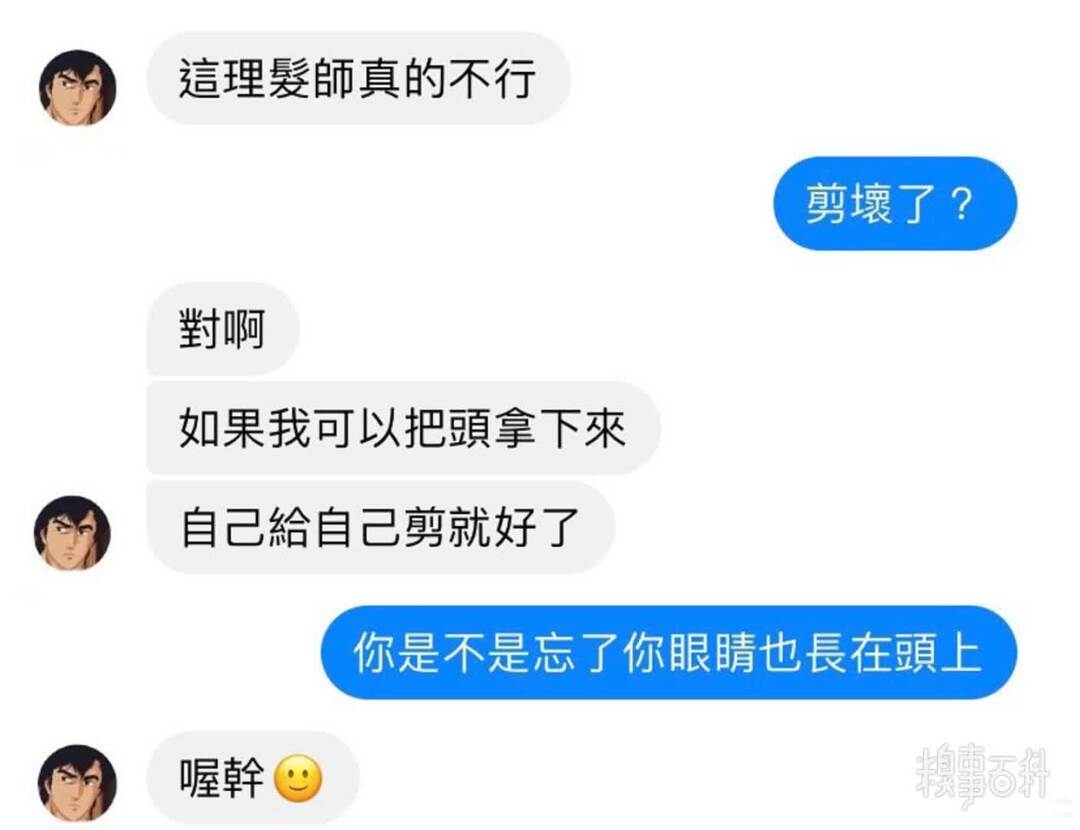 這理髮師真的不行
剪壞了？
對啊
如果我可以把頭拿下來
自己給自己剪就好了
你是不是忘了你眼睛也長在頭上
喔幹🙂
糗事百科